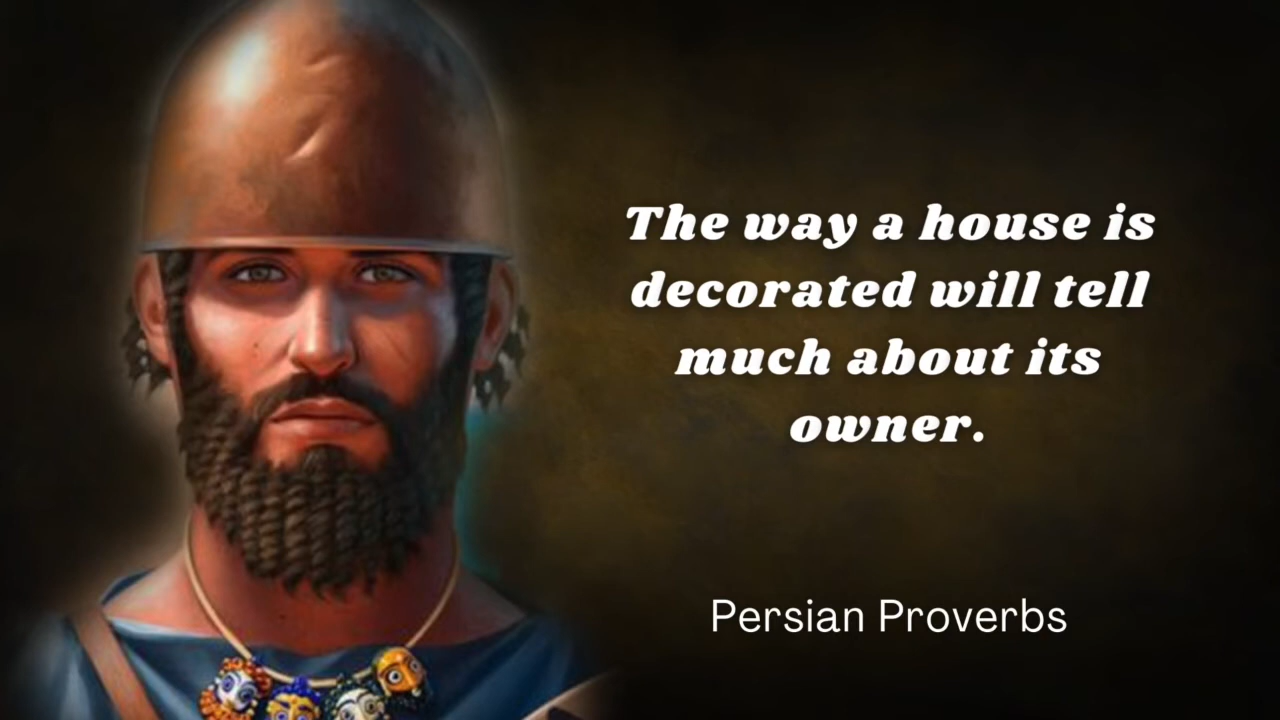 The way a house is
decorated will tell
much about its
owner.
Persian Proverbs